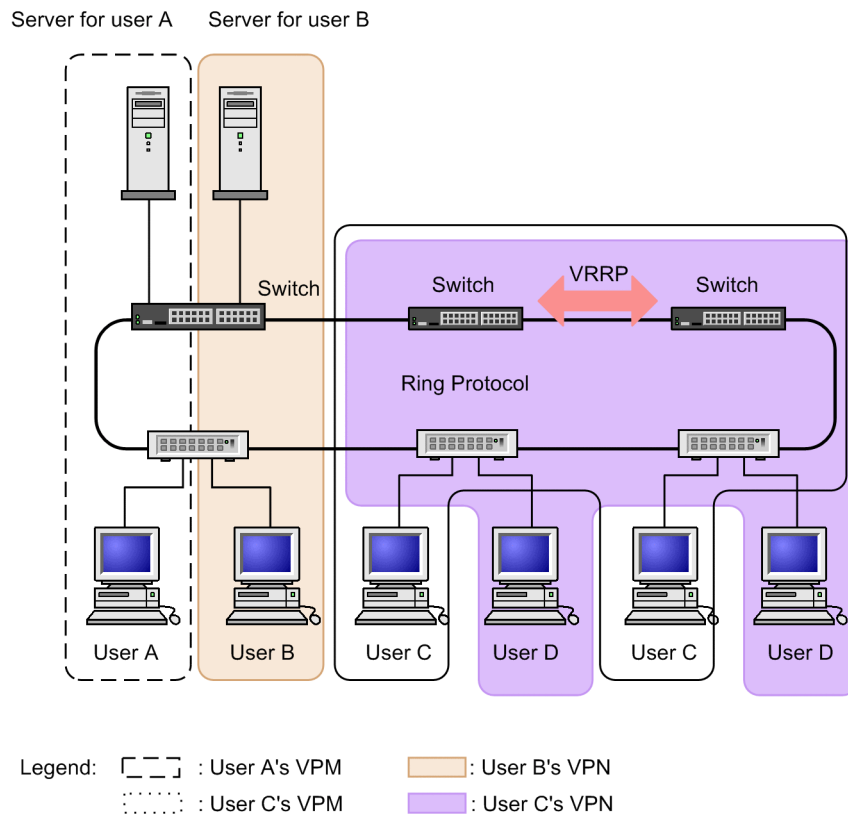 Server for user A
Server for user B
Switch
Switch
VRRP
Switch
Ring Protocol
User A
User B
User C
User D
User C
User D
Legend:
: User A's VPM
: User B's VPN
: User C's VPM
: User C's VPN